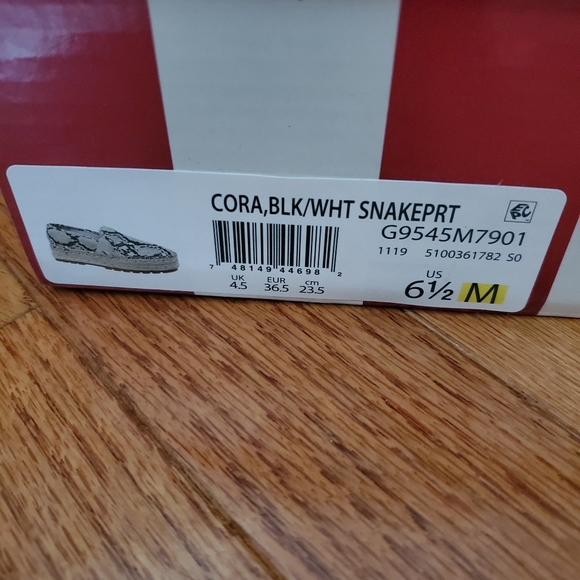 CORA,BLK/WHT SNAKEPRT
G9545M7901
1119 5100361782 S0
7 48149 44698 2
UK EUR cm US
4.5 36.5 23.5 6½ M